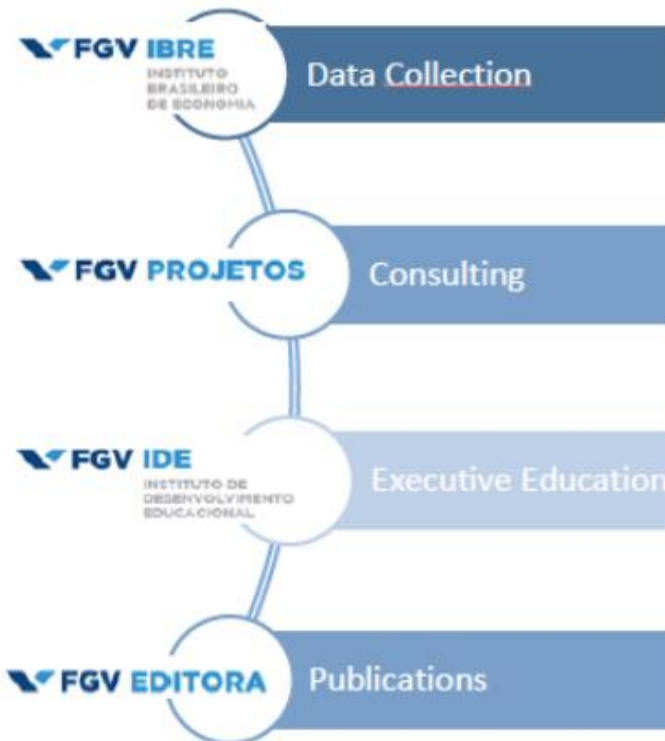 FGV IBRE
INSTITUTO
BRASILEIRO
DE ECONOMIA
Data Collection
FGV PROJETOS
Consulting
FGV IDE
INSTITUTO DE
DESENVOLVIMENTO
EDUCACIONAL
Executive Education
FGV EDITORA
Publications